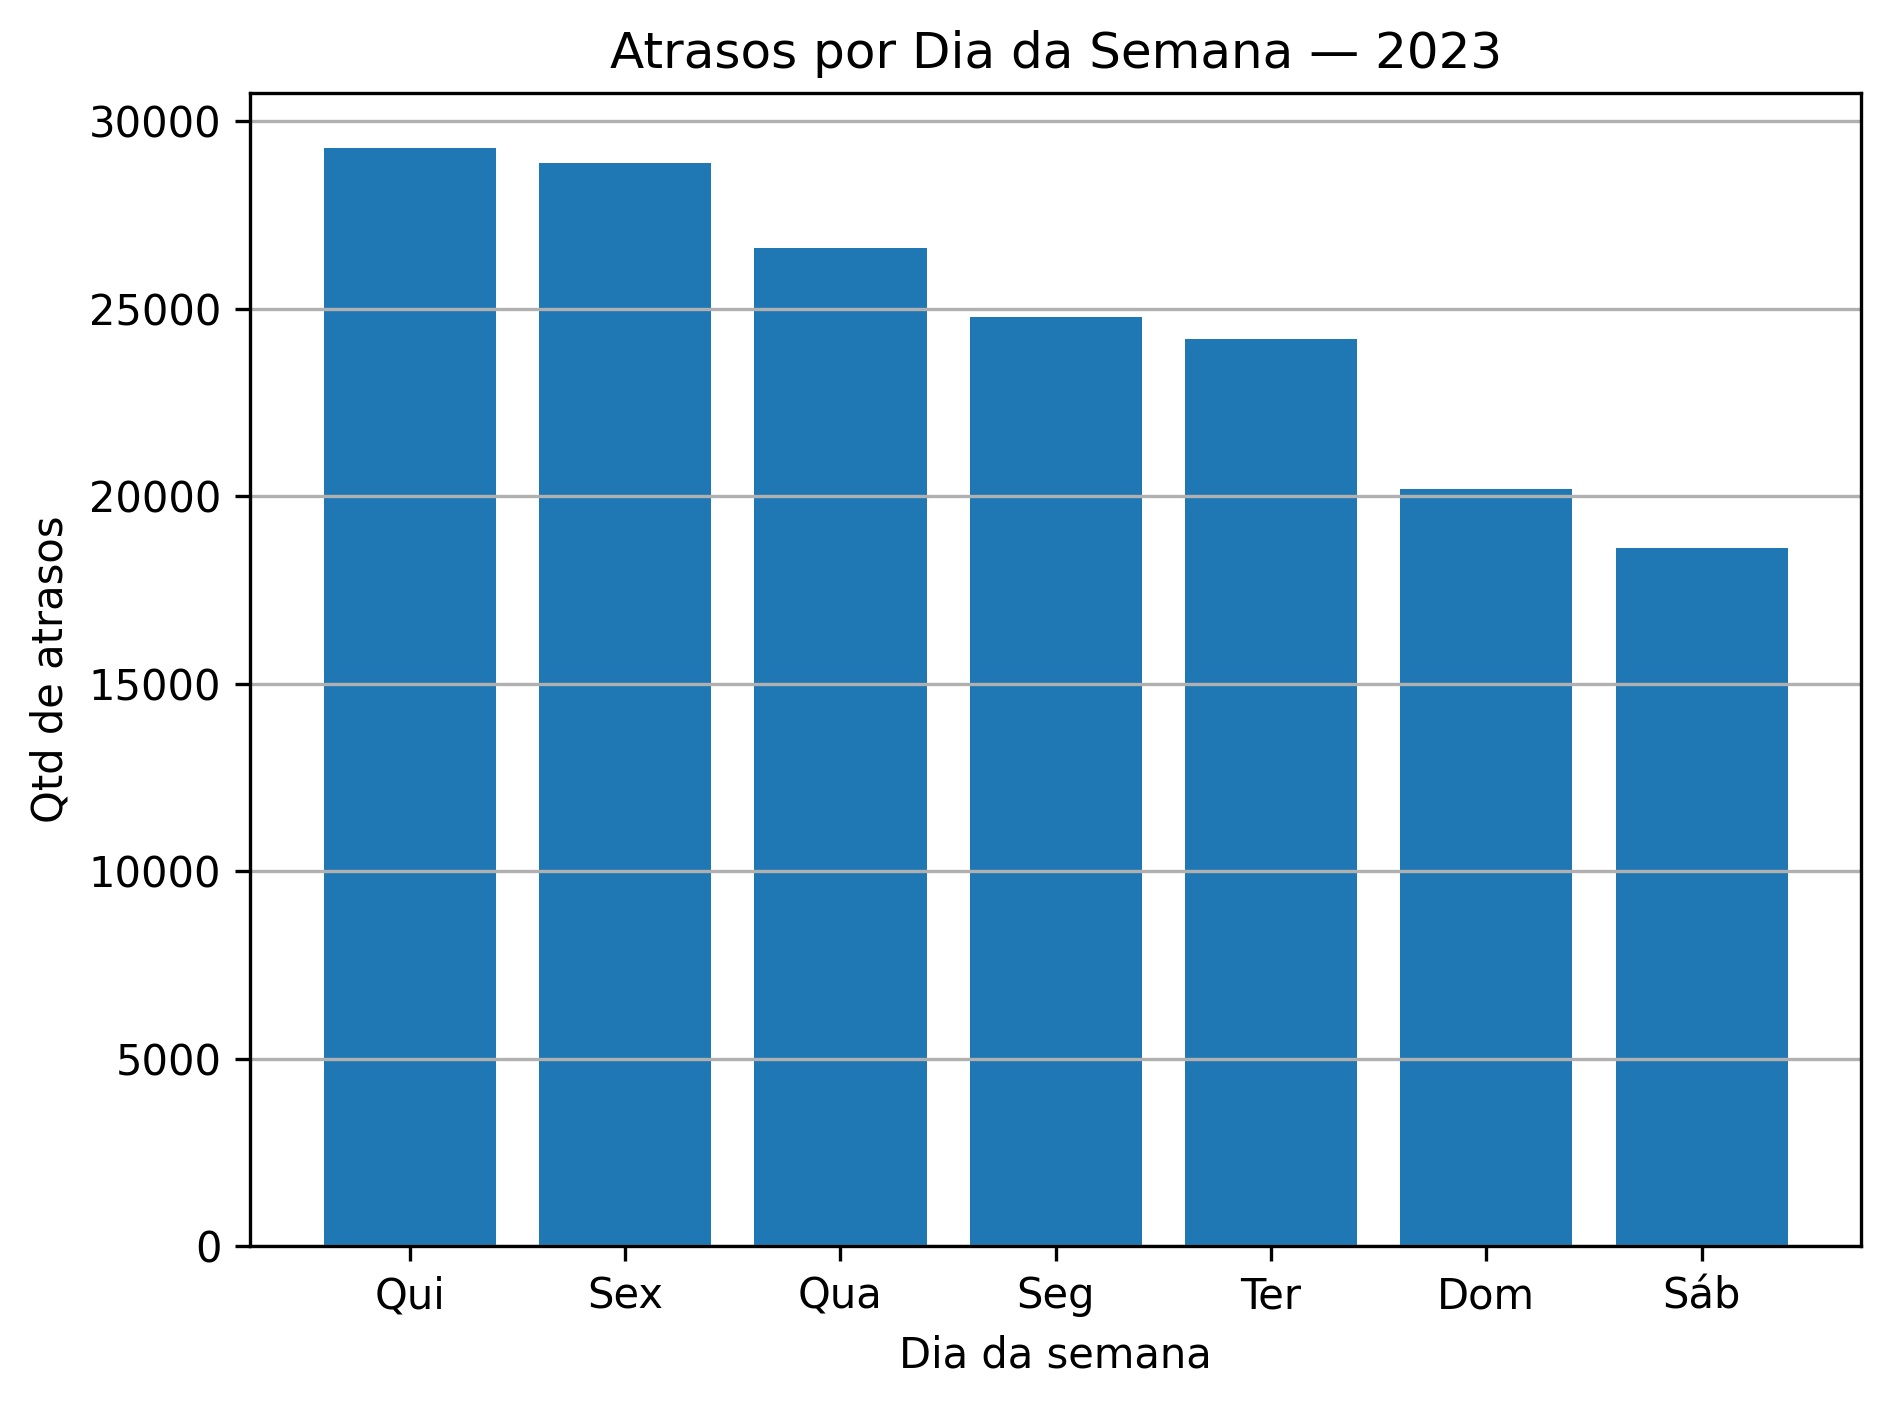 Atrasos por Dia da Semana — 2023
30000
25000
20000
15000
10000
5000
0
Qtd de atrasos
Qui Sex Qua Seg Ter Dom Sáb
Dia da semana